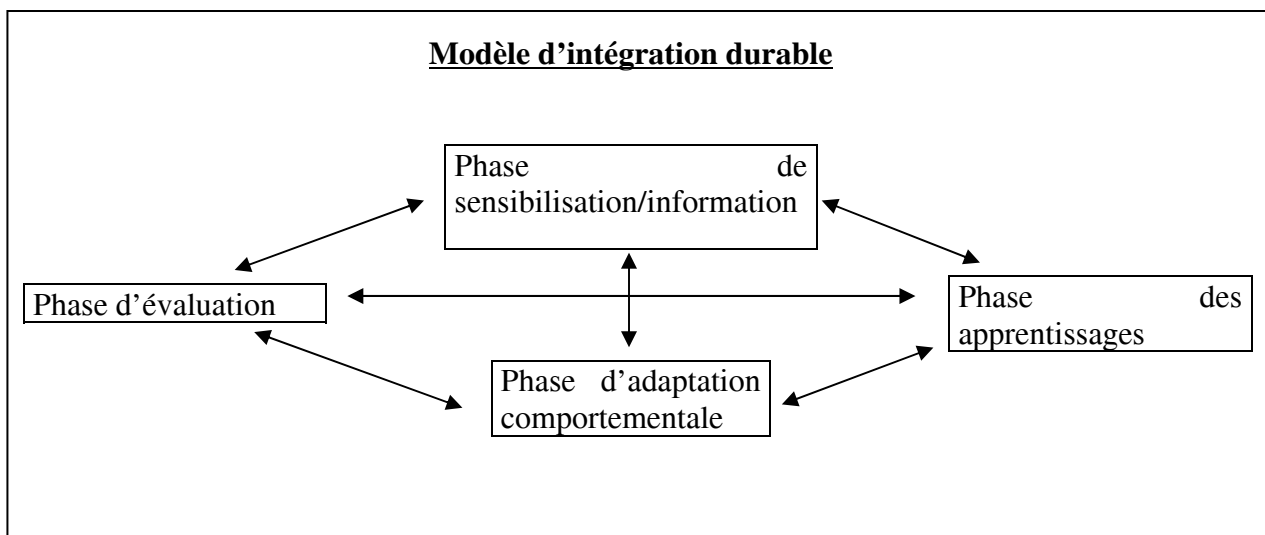 Modèle d’intégration durable
Phase de
sensibilisation/information
Phase d’évaluation
Phase des
apprentissages
Phase d’adaptation
comportementale